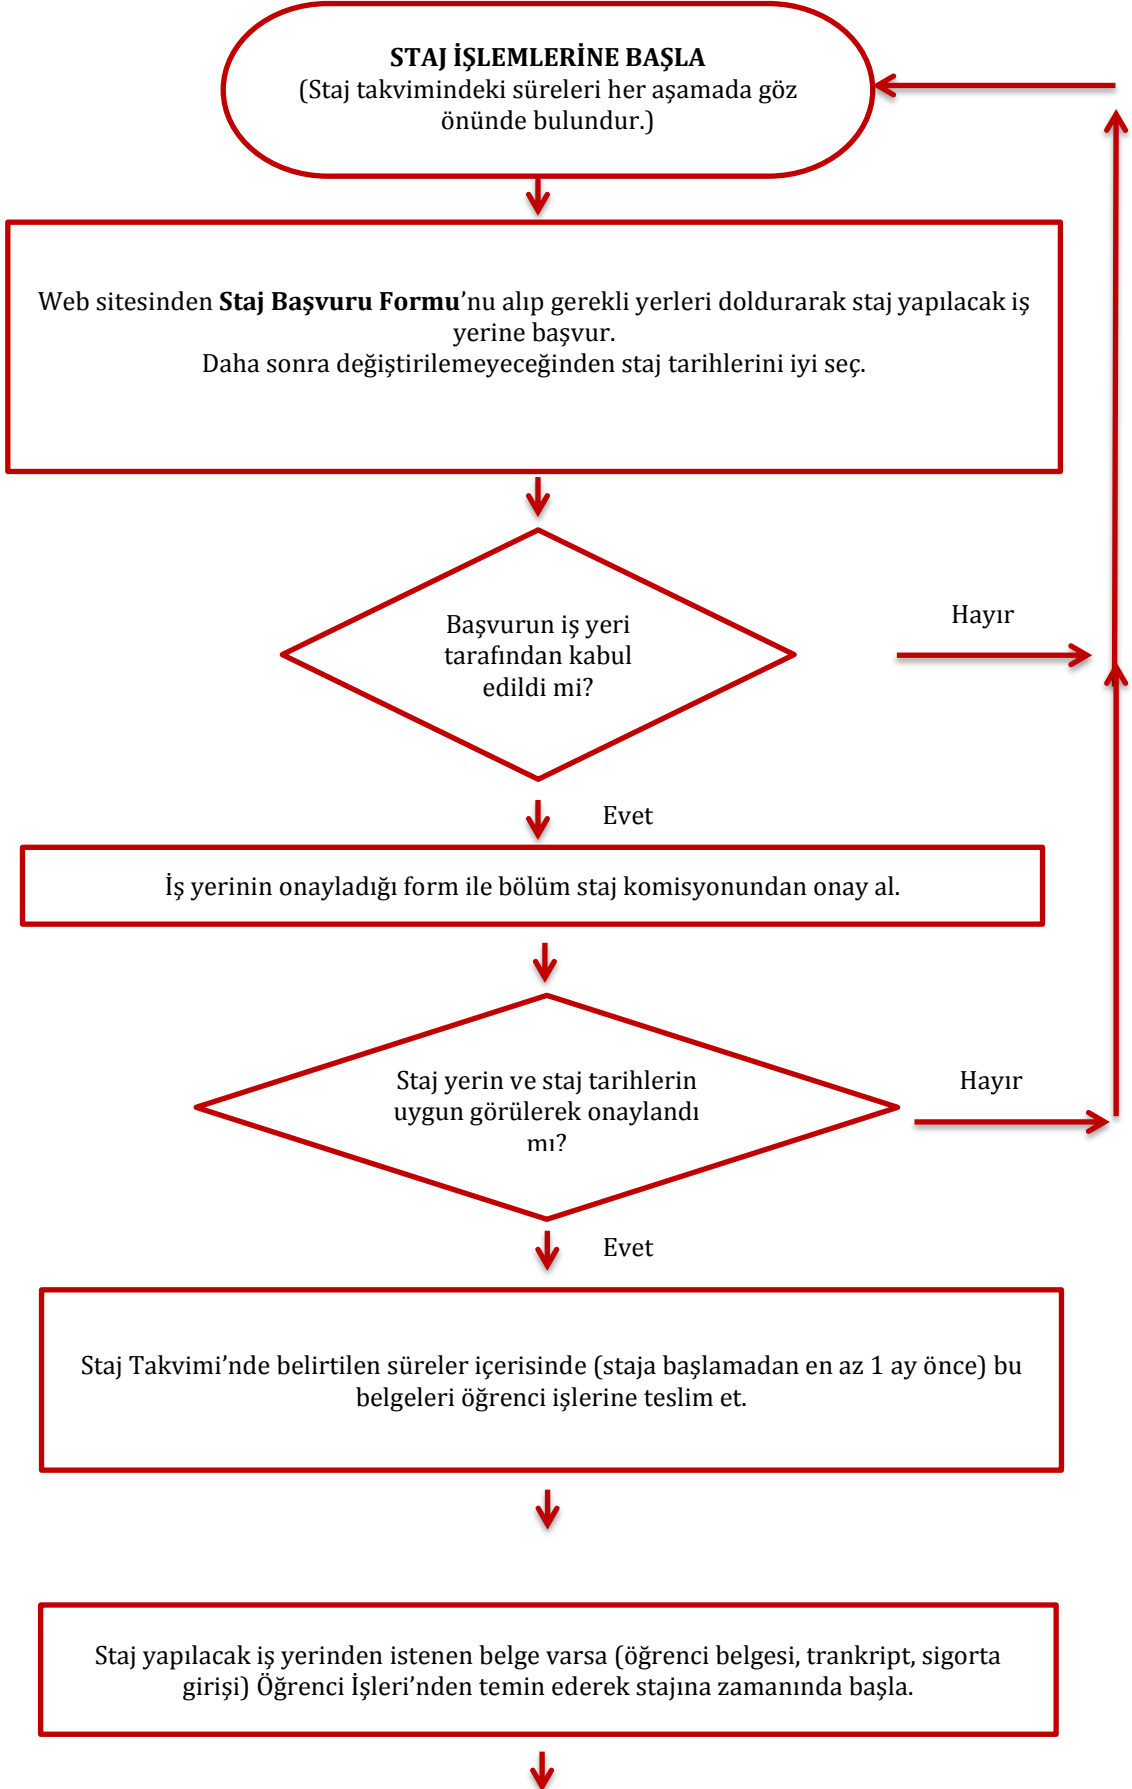 STAJ İŞLEMLERİNE BAŞLA
(Staj takvimindeki süreleri her aşamada göz
önünde bulundur.)
Web sitesinden Staj Başvuru Formu’nu alıp gerekli yerleri doldurarak staj yapılacak iş
yerine başvur.
Daha sonra değiştirilemeyeceğinden staj tarihlerini iyi seç.
Başvurun iş yeri
tarafından kabul
edildi mi?
Hayır
Evet
İş yerinin onayladığı form ile bölüm staj komisyonundan onay al.
Staj yerin ve staj tarihlerin
uygun görülerek onaylandı
mı?
Hayır
Evet
Staj Takvimi’nde belirtilen süreler içerisinde (staja başlamadan en az 1 ay önce) bu
belgeleri öğrenci işlerine teslim et.
Staj yapılacak iş yerinden istenen belge varsa (öğrenci belgesi, trankript, sigorta
girişi) Öğrenci İşleri’nden temin ederek stajına zamanında başla.